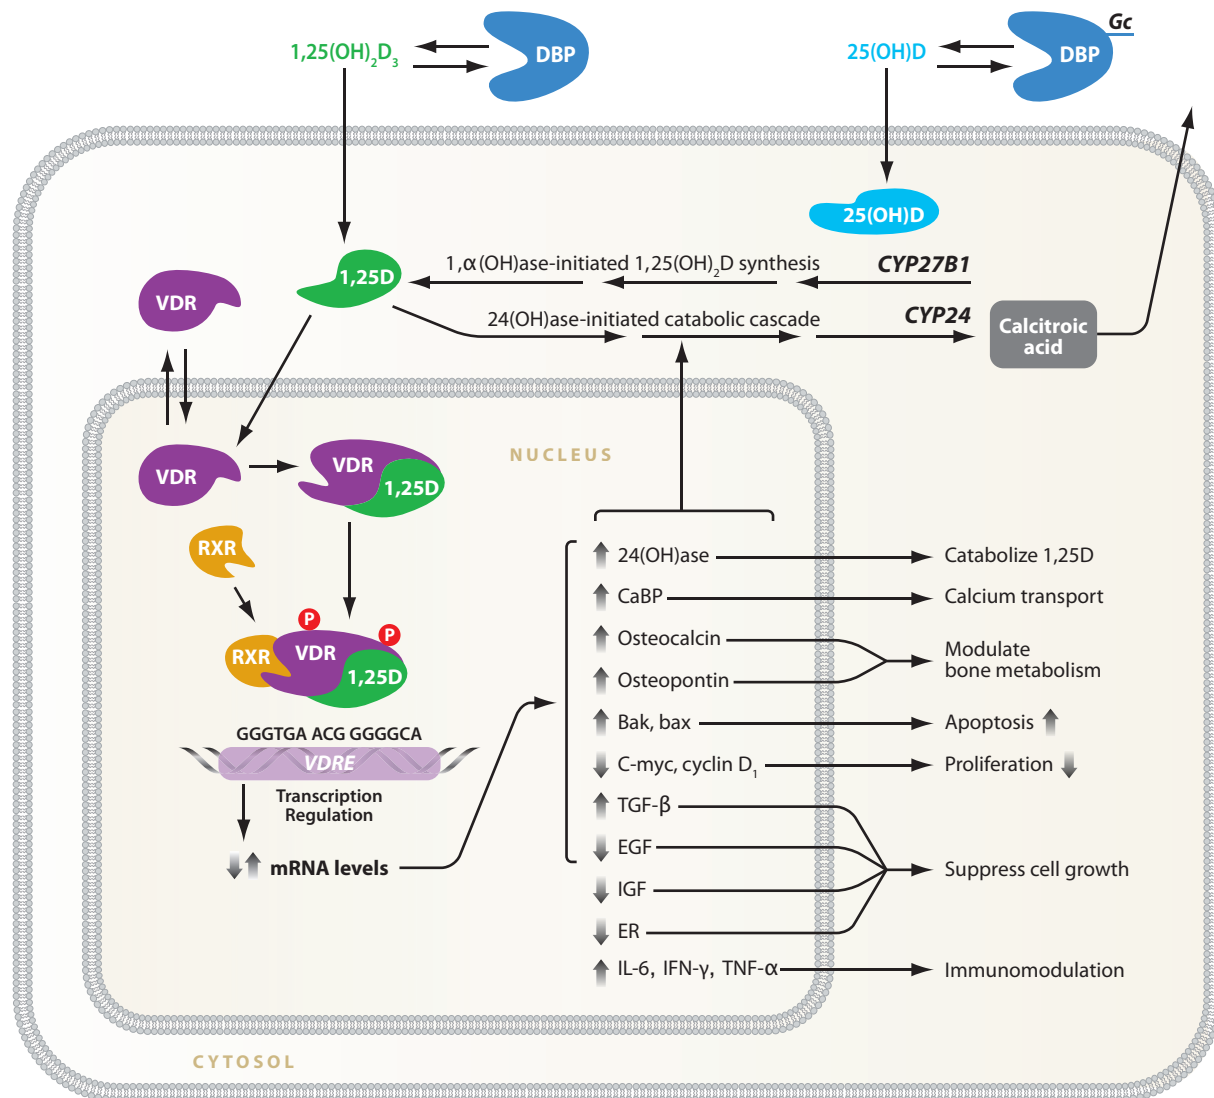 Gc
1,25(OH)₂D₃
DBP
25(OH)D
DBP
25(OH)D
1,α(OH)ase-initiated 1,25(OH)₂D synthesis
CYP27B1
1,25D
VDR
24(OH)ase-initiated catabolic cascade
CYP24
Calcitroic
acid
NUCLEUS
VDR
VDR
1,25D
RXR
24(OH)ase
Catabolize 1,25D
CaBP
Calcium transport
P
P
RXR
VDR
1,25D
Osteocalcin
Osteopontin
Modulate
bone metabolism
Bak, bax
Apoptosis
GGGTGA ACG GGGGCA
VDRE
C-myc, cyclin D₁
Proliferation
Transcription
Regulation
TGF-β
mRNA levels
EGF
IGF
ER
Suppress cell growth
IL-6, IFN-γ, TNF-α
Immunomodulation
CYTOSOL